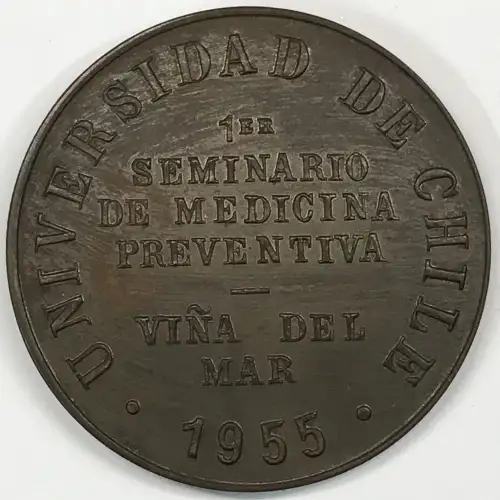 UNIVERSIDAD DE CHILE
1ER
SEMINARIO
DE MEDICINA
PREVENTIVA
—
VIÑA DEL
MAR
· 1955 ·